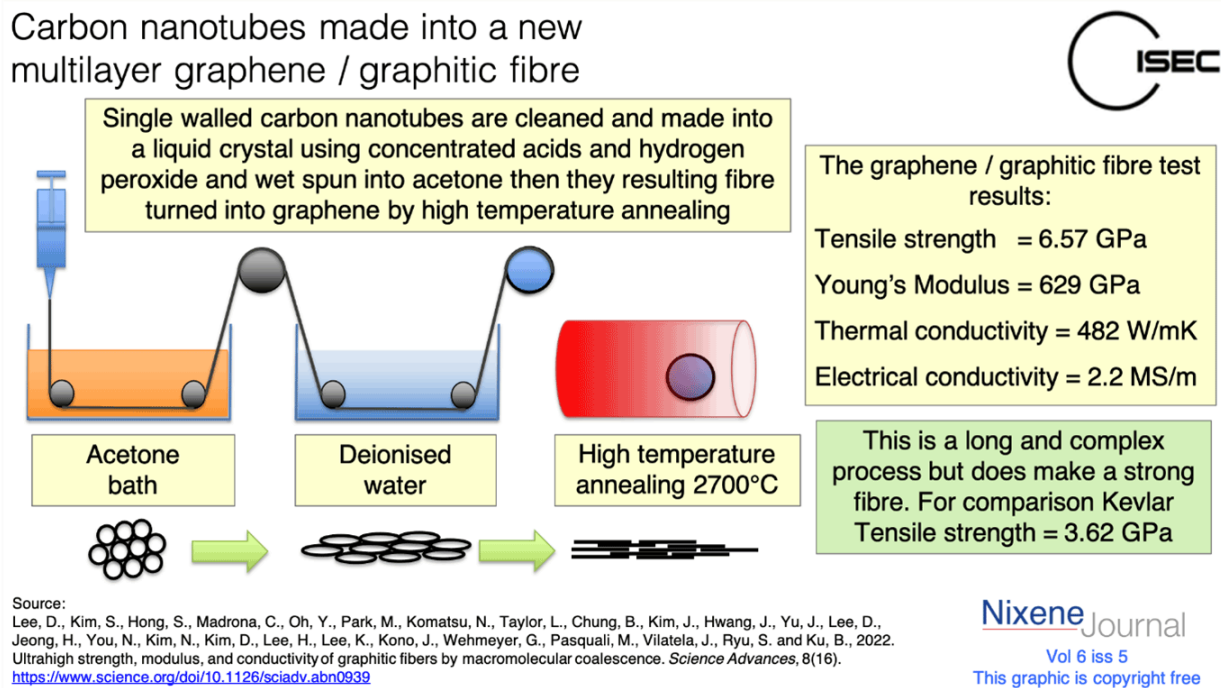 Carbon nanotubes made into a new
multilayer graphene / graphitic fibre
ISEC
Single walled carbon nanotubes are cleaned and made into
a liquid crystal using concentrated acids and hydrogen
peroxide and wet spun into acetone then they resulting fibre
turned into graphene by high temperature annealing
The graphene / graphitic fibre test
results:
Tensile strength = 6.57 GPa
Young's Modulus = 629 GPa
Thermal conductivity = 482 W/mK
Electrical conductivity = 2.2 MS/m
Acetone
bath
Deionised
water
High temperature
annealing 2700°C
This is a long and complex
process but does make a strong
fibre. For comparison Kevlar
Tensile strength = 3.62 GPa
Source:
Lee, D., Kim, S., Hong, S., Madrona, C., Oh, Y., Park, M., Komatsu, N., Taylor, L., Chung, B., Kim, J., Hwang, J., Yu, J., Lee, D.,
Jeong, H., You, N., Kim, N., Kim, D., Lee, H., Lee, K., Kono, J., Wehmeyer, G., Pasquali, M., Vilatela, J., Ryu, S. and Ku, B., 2022.
Ultrahigh strength, modulus, and conductivity of graphitic fibers by macromolecular coalescence. Science Advances, 8(16).
https://www.science.org/doi/10.1126/sciadv.abn0939
Nixene Journal
Vol 6 iss 5
This graphic is copyright free